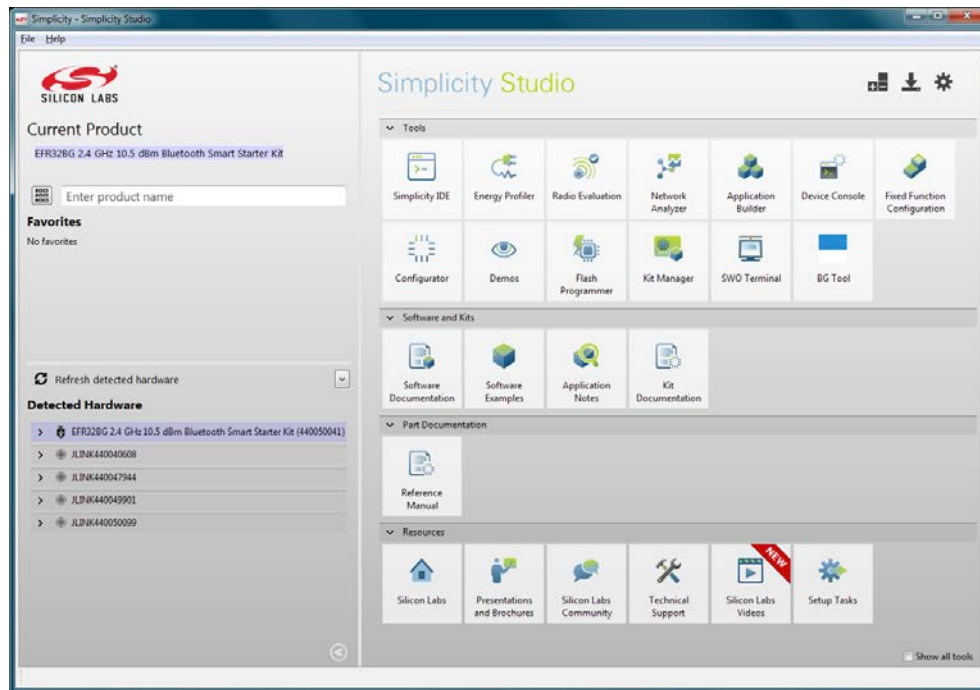 Simplicity - Simplicity Studio
File Help
SILICON LABS
Current Product
EFR32BG 2.4 GHz 10.5 dBm Bluetooth Smart Starter Kit
Enter product name
Favorites
No favorites
Refresh detected hardware
Detected Hardware
EFR32BG 2.4 GHz 10.5 dBm Bluetooth Smart Starter Kit (440050041)
JLINK440040608
JLINK440047944
JLINK440049901
JLINK440050099
Simplicity Studio
Tools
Simplicity IDE
Energy Profiler
Radio Evaluation
Network
Analyzer
Application
Builder
Device Console
Fixed Function
Configuration
Configurator
Demos
Flash
Programmer
Kit Manager
SWO Terminal
BG Tool
Software and Kits
Software
Documentation
Software
Examples
Application
Notes
Kit
Documentation
Part Documentation
Reference
Manual
Resources
Silicon Labs
Presentations
and Brochures
Silicon Labs
Community
Technical
Support
NEW
Silicon Labs
Videos
Setup Tasks
Show all tools